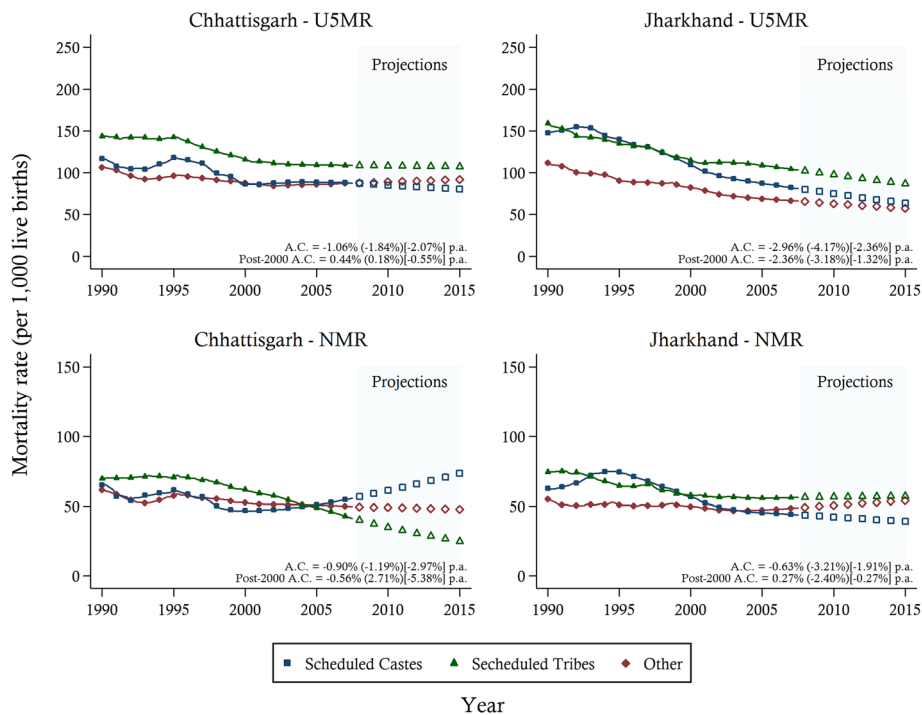 Chhattisgarh - U5MR
Jharkhand - U5MR
Mortality rate (per 1,000 live births)
250
200
150
100
50
0
Projections
A.C. = -1.06% (-1.84%)[-2.07%] p.a.
Post-2000 A.C. = 0.44% (0.18%)[-0.55%] p.a.
1990 1995 2000 2005 2010 2015
250
200
150
100
50
0
Projections
A.C. = -2.96% (-4.17%)[-2.36%] p.a.
Post-2000 A.C. = -2.36% (-3.18%)[-1.32%] p.a.
1990 1995 2000 2005 2010 2015
Chhattisgarh - NMR
Jharkhand - NMR
150
100
50
0
Projections
A.C. = -0.90% (-1.19%)[-2.97%] p.a.
Post-2000 A.C. = -0.56% (2.71%)[-5.38%] p.a.
1990 1995 2000 2005 2010 2015
150
100
50
0
Projections
A.C. = -0.63% (-3.21%)[-1.91%] p.a.
Post-2000 A.C. = 0.27% (-2.40%)[-0.27%] p.a.
1990 1995 2000 2005 2010 2015
Scheduled Castes Secheduled Tribes Other
Year